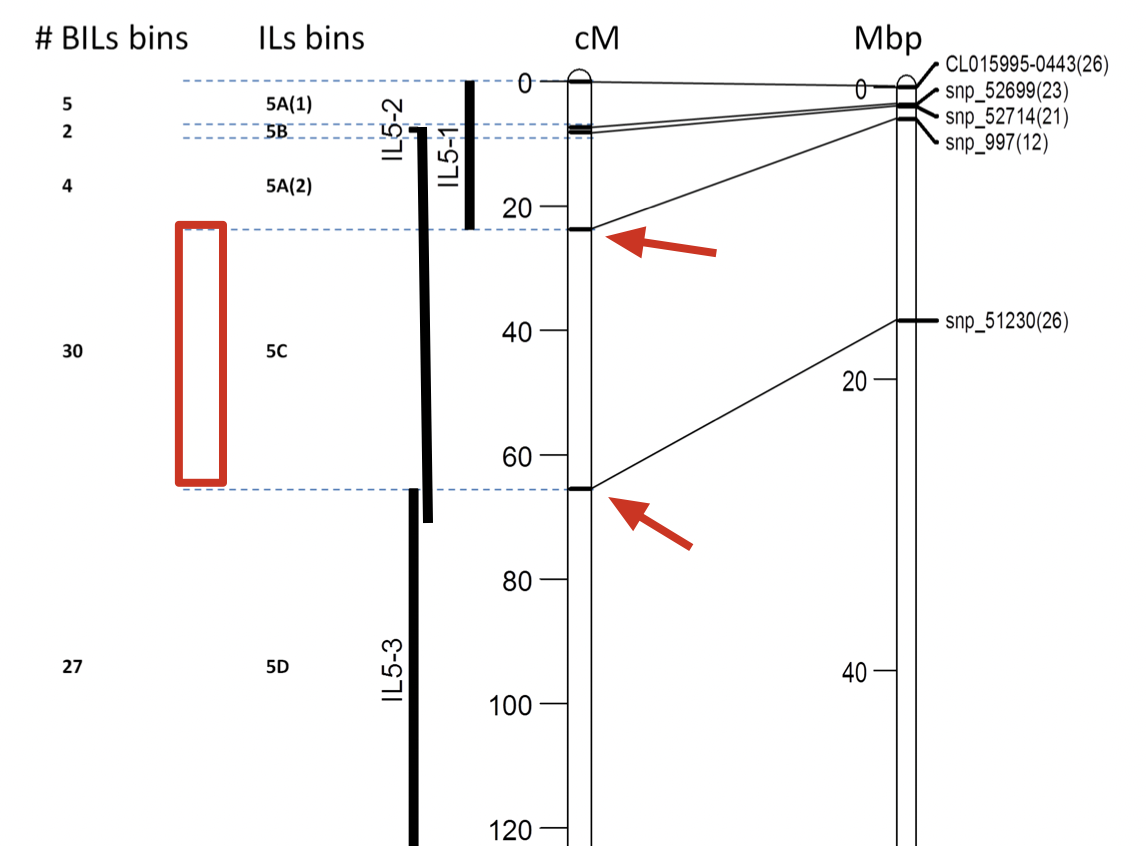 # BILs bins ILs bins cM Mbp
CL015995-0443(26)
0 0
snp_52699(23)
5 5A(1)
snp_52714(21)
2 5B
IL5-2
IL5-1
snp_997(12)
4 5A(2)
20
snp_51230(26)
40
30 5C
20
60
80
27 5D
IL5-3
40
100
120